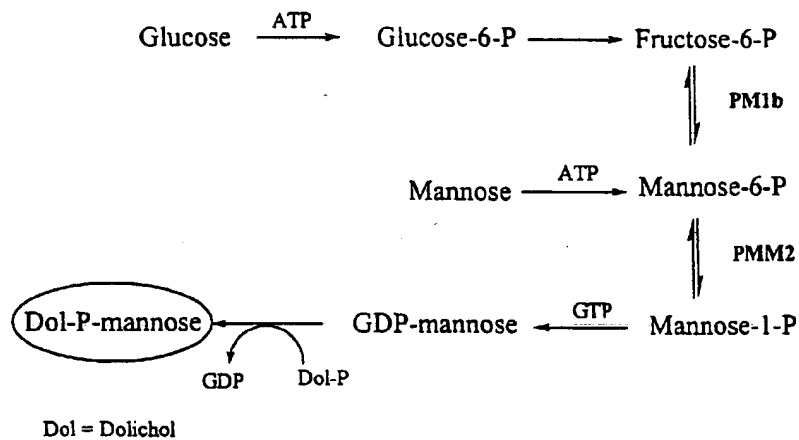 ATP
Glucose Glucose-6-P Fructose-6-P
PM1b
ATP
Mannose Mannose-6-P
PMM2
GTP
Dol-P-mannose GDP-mannose Mannose-1-P
GDP Dol-P
Dol = Dolichol